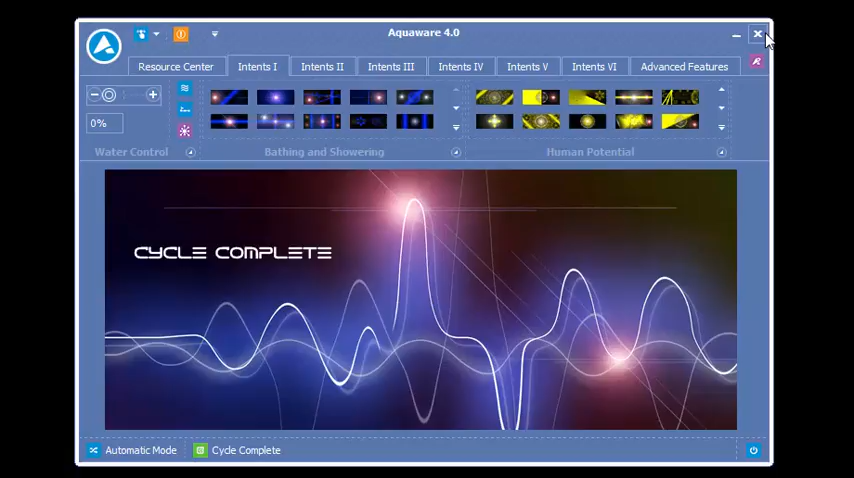 Aquaware 4.0
Resource Center
Intents I
Intents II
Intents III
Intents IV
Intents V
Intents VI
Advanced Features
0%
Water Control
Bathing and Showering
Human Potential
CYCLE COMPLETE
Automatic Mode
Cycle Complete